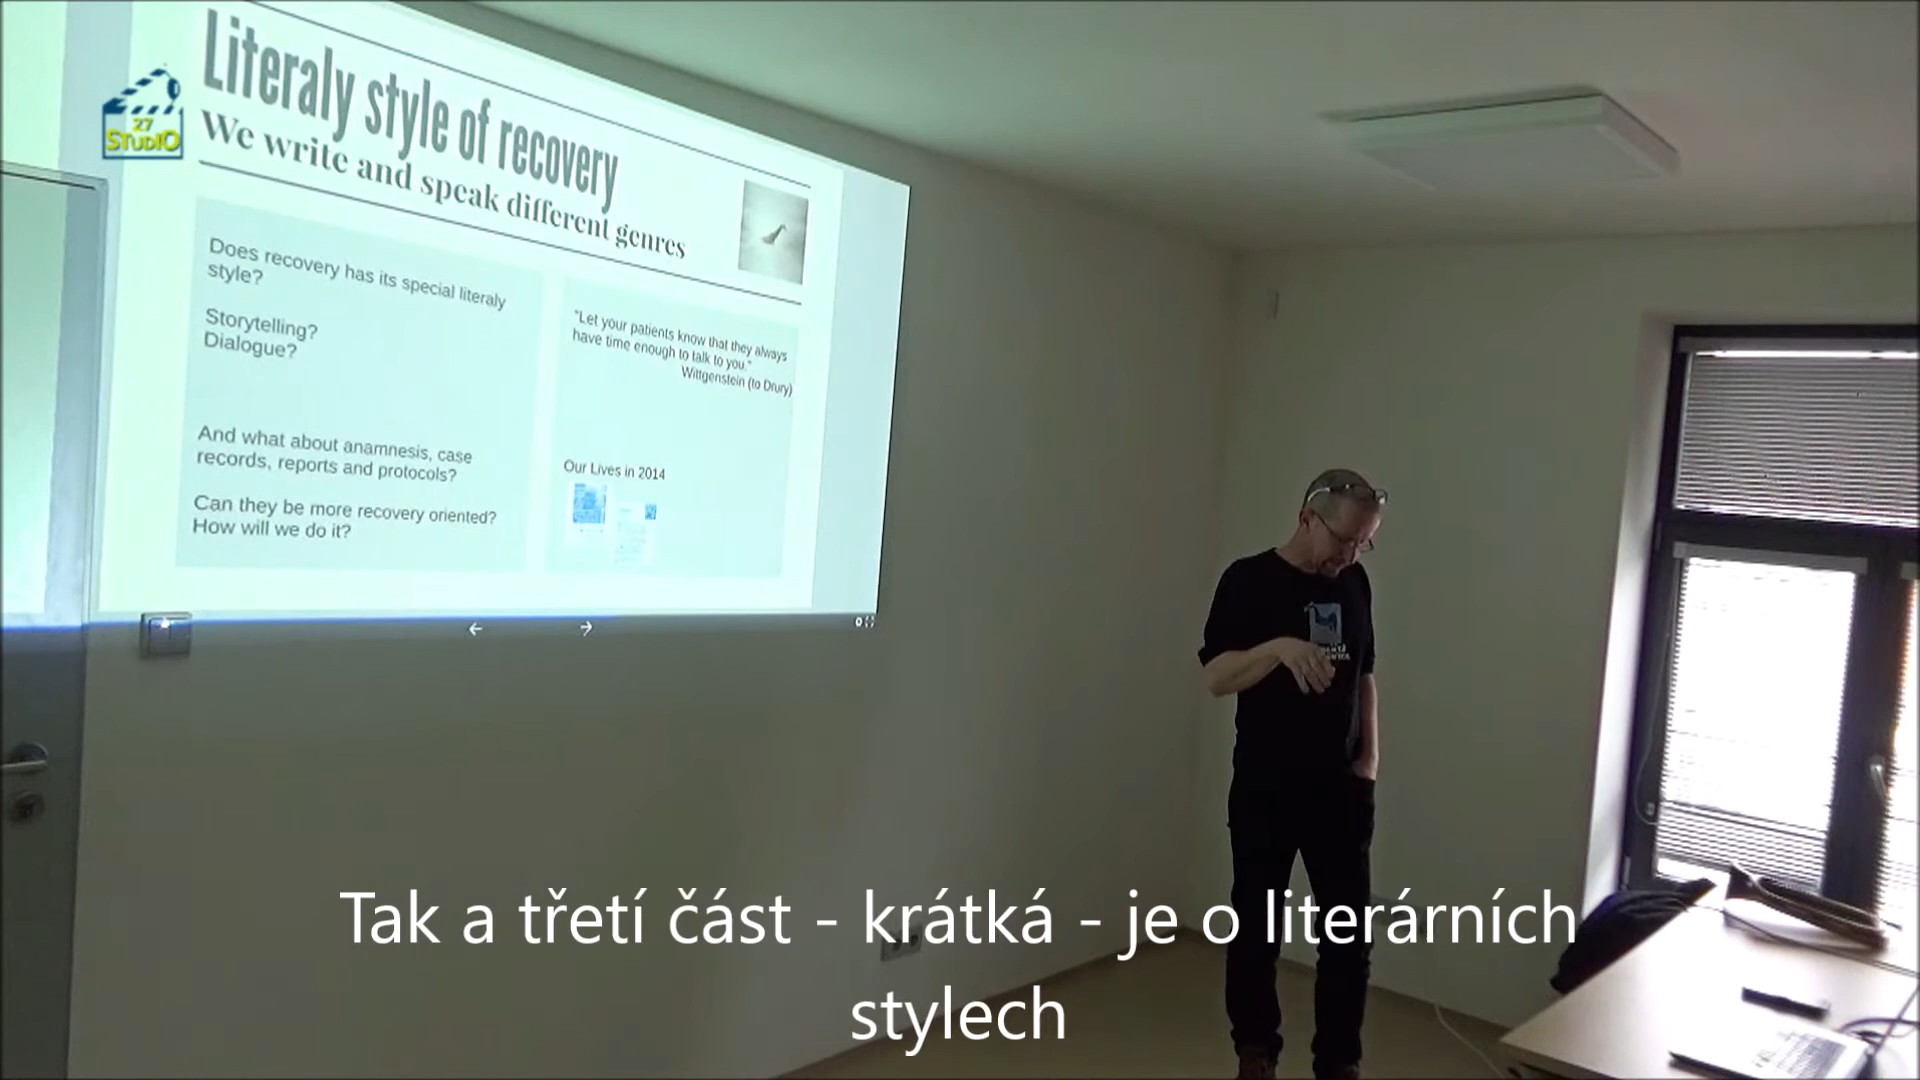 27
STUDIO
Literaly style of recovery
We write and speak different genres
Does recovery has its special literaly
style?
Storytelling?
Dialogue?
And what about anamnesis, case
records, reports and protocols?
Can they be more recovery oriented?
How will we do it?
"Let your patients know that they always
have time enough to talk to you."
Wittgenstein (to Drury)
Our Lives in 2014
Tak a třetí část - krátká - je o literárních
stylech